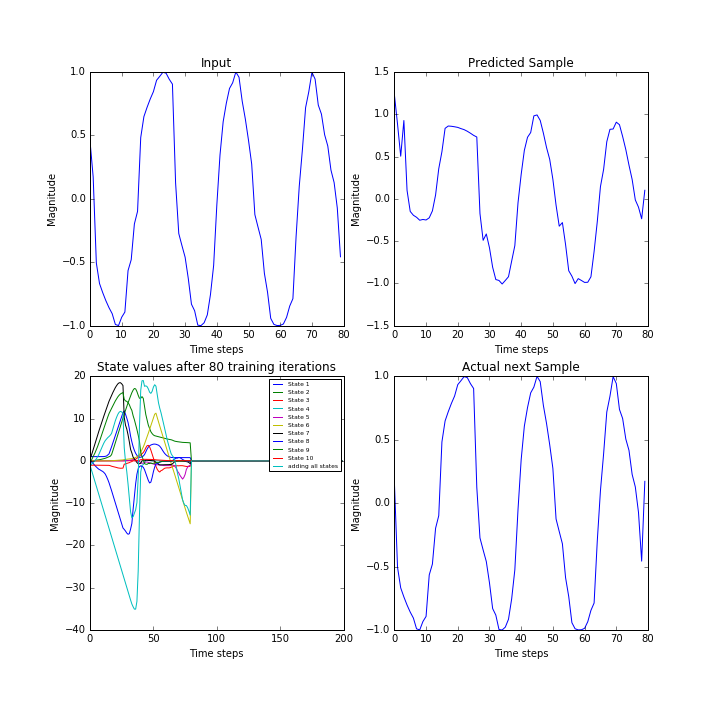 Input
Magnitude
1.0
0.5
0.0
−0.5
−1.0
0 10 20 30 40 50 60 70 80
Time steps
Predicted Sample
Magnitude
1.5
1.0
0.5
0.0
−0.5
−1.0
−1.5
0 10 20 30 40 50 60 70 80
Time steps
State values after 80 training iterations
Magnitude
20
10
0
−10
−20
−30
−40
0 50 100 150 200
Time steps
State 1
State 2
State 3
State 4
State 5
State 6
State 7
State 8
State 9
State 10
adding all states
Actual next Sample
Magnitude
1.0
0.5
0.0
−0.5
−1.0
0 10 20 30 40 50 60 70 80
Time steps